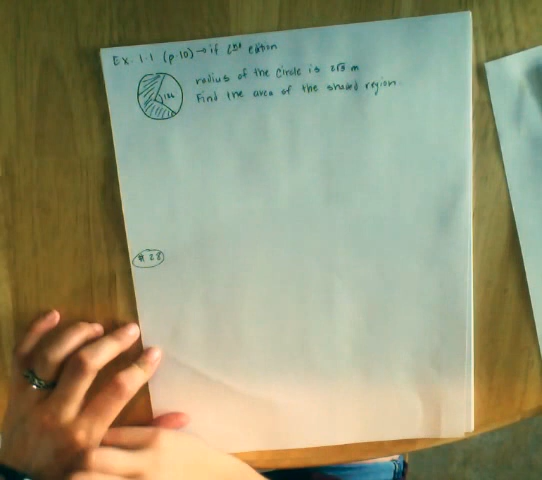 Ex. 1.1 (p.10) → if 2nd edition
radius of the circle is 2√3 m
Find the area of the shaded region.
# 28